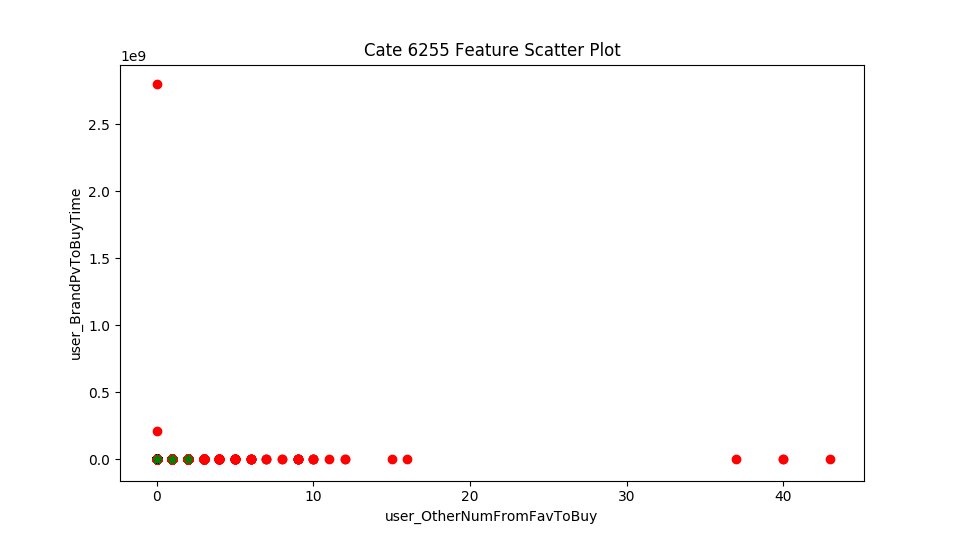 Cate 6255 Feature Scatter Plot
1e9
2.5
2.0
1.5
1.0
0.5
0.0
user_BrandPvToBuyTime
0 10 20 30 40
user_OtherNumFromFavToBuy